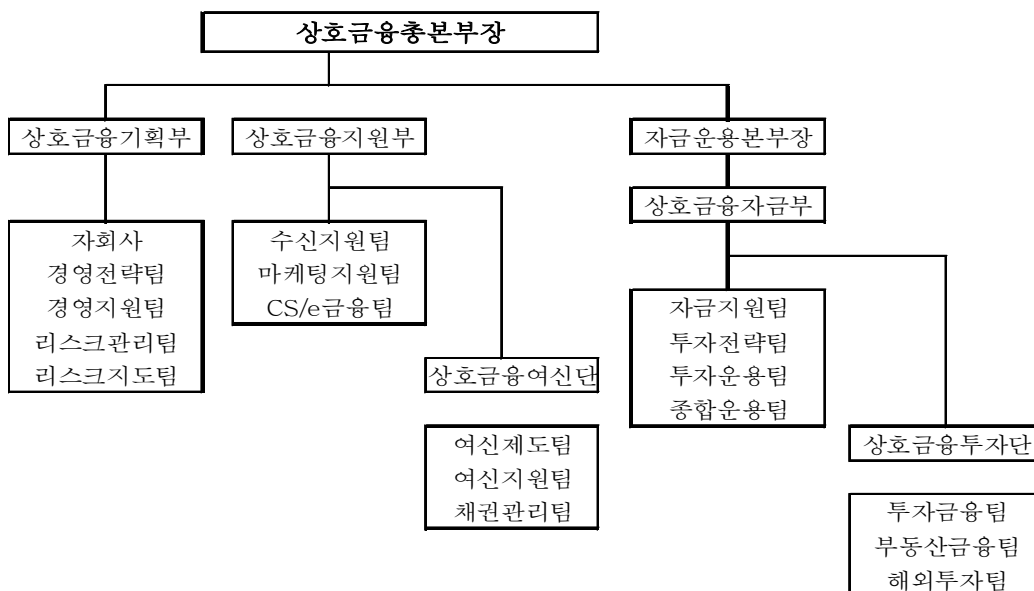 상호금융총본부장
상호금융기획부
상호금융지원부
자금운용본부장
상호금융자금부
자회사
경영전략팀
경영지원팀
리스크관리팀
리스크지도팀
수신지원팀
마케팅지원팀
CS/e금융팀
상호금융여신단
여신제도팀
여신지원팀
채권관리팀
자금지원팀
투자전략팀
투자운용팀
종합운용팀
상호금융투자단
투자금융팀
부동산금융팀
해외투자팀